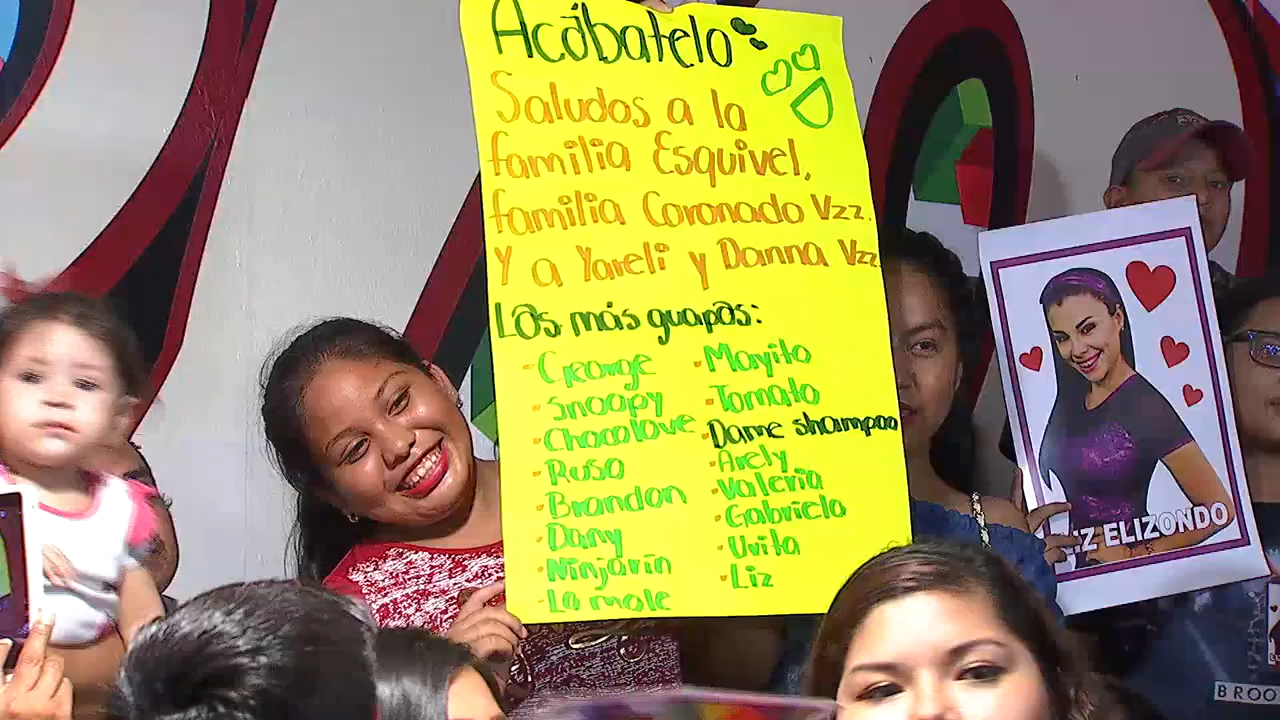 Acábatelo
Saludos a la
familia Esquivel,
familia Coronado Vzz.
Y a Yareli y Danna Vzz
Los más guapos:
- George
- Snoopy
- Chocolove
- Ruso
- Brandon
- Dany
- Ninjavin
- La mole
- Mayito
- Tomato
- Dame shampoo
- Arely
- Valeria
- Gabriela
- Uvita
- Liz
IZ ELIZONDO
BROO